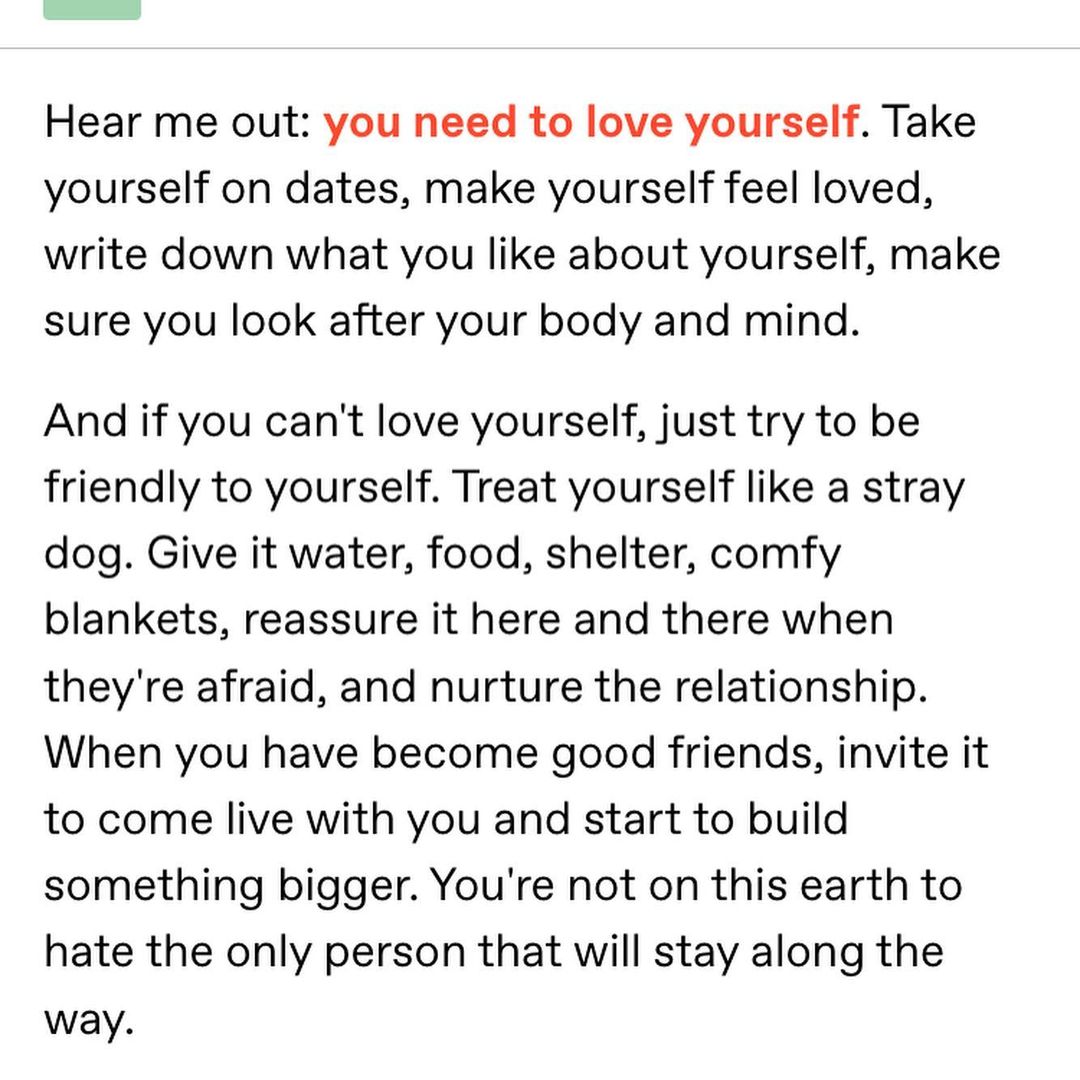 Hear me out: you need to love yourself. Take
yourself on dates, make yourself feel loved,
write down what you like about yourself, make
sure you look after your body and mind.
And if you can't love yourself, just try to be
friendly to yourself. Treat yourself like a stray
dog. Give it water, food, shelter, comfy
blankets, reassure it here and there when
they're afraid, and nurture the relationship.
When you have become good friends, invite it
to come live with you and start to build
something bigger. You're not on this earth to
hate the only person that will stay along the
way.